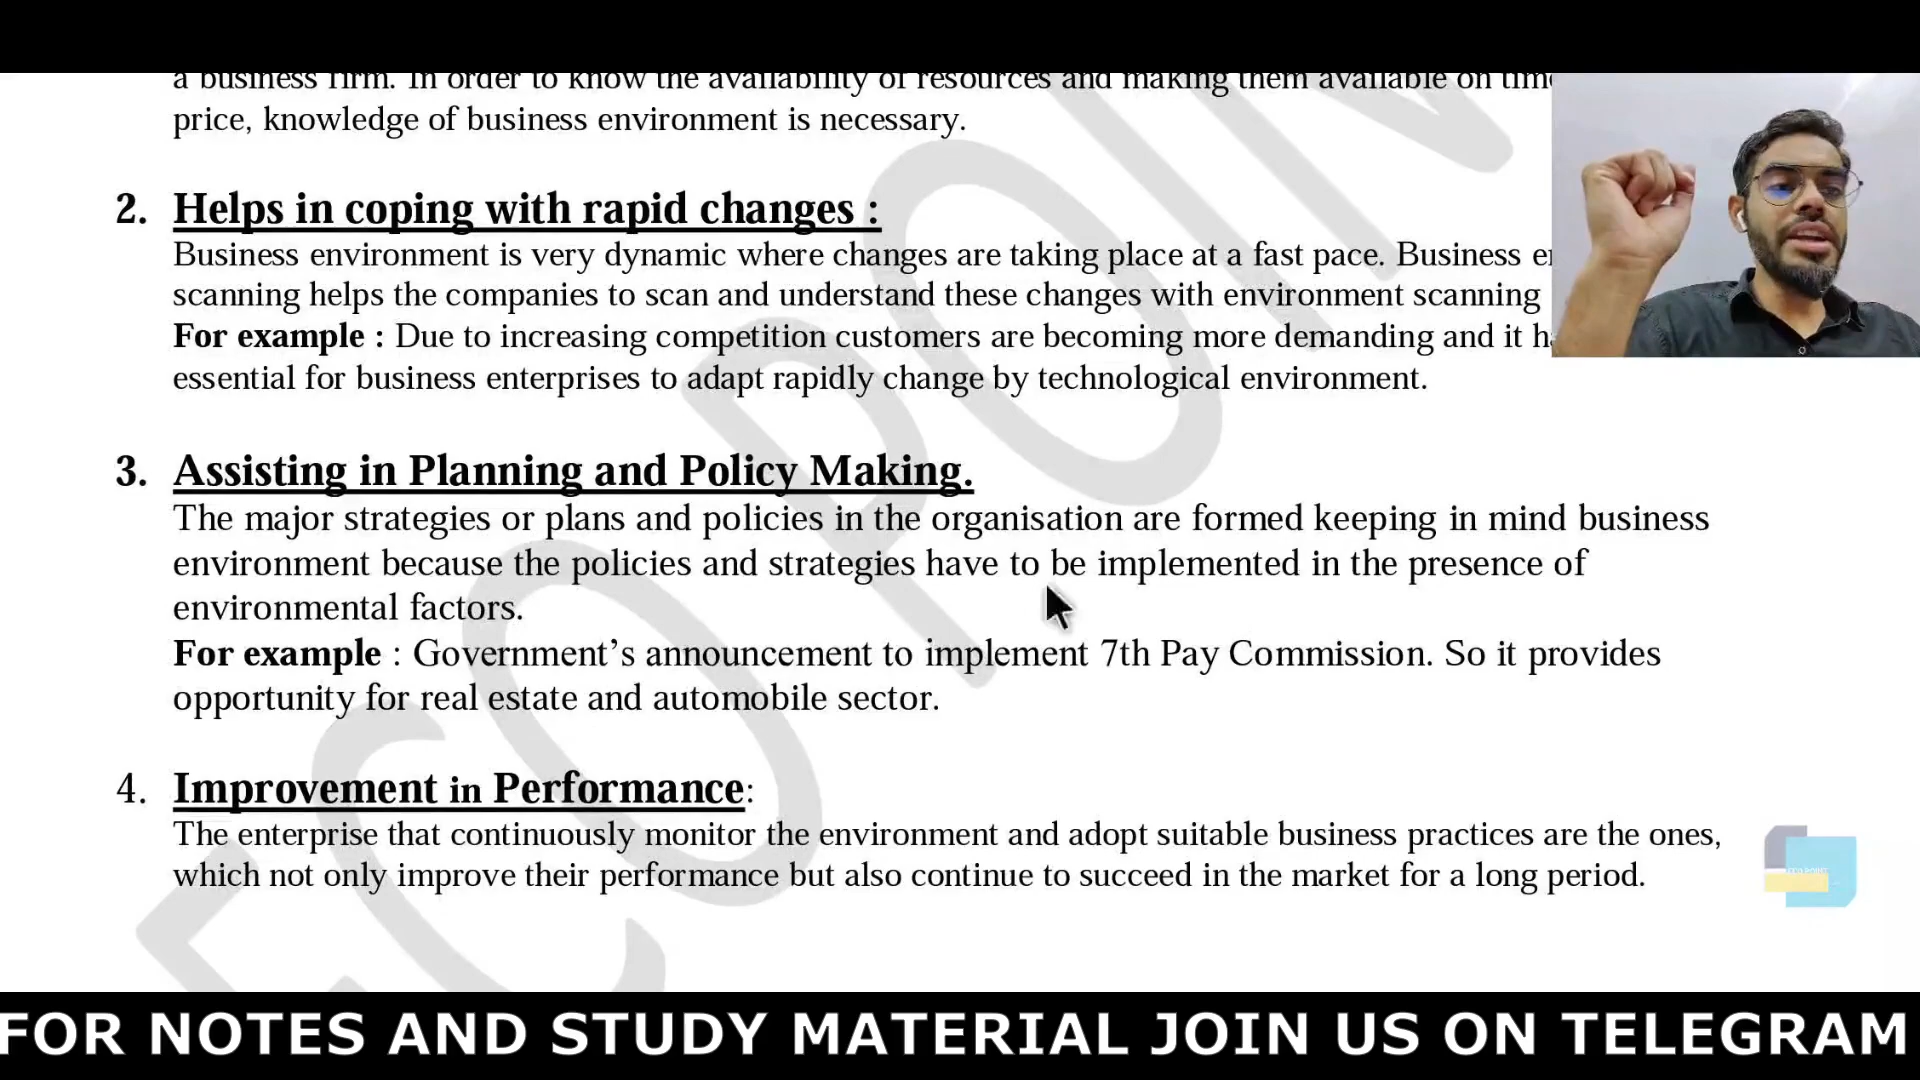 a business firm. In order to know the availability of resources and making them available on time
price, knowledge of business environment is necessary.
2. Helps in coping with rapid changes :
Business environment is very dynamic where changes are taking place at a fast pace. Business
scanning helps the companies to scan and understand these changes with environment scanning
For example : Due to increasing competition customers are becoming more demanding and it
essential for business enterprises to adapt rapidly change by technological environment.
3. Assisting in Planning and Policy Making.
The major strategies or plans and policies in the organisation are formed keeping in mind business
environment because the policies and strategies have to be implemented in the presence of
environmental factors.
For example : Government’s announcement to implement 7th Pay Commission. So it provides
opportunity for real estate and automobile sector.
4. Improvement in Performance:
The enterprise that continuously monitor the environment and adopt suitable business practices are the ones,
which not only improve their performance but also continue to succeed in the market for a long period.
ECO POIN
FOR NOTES AND STUDY MATERIAL JOIN US ON TELEGRAM